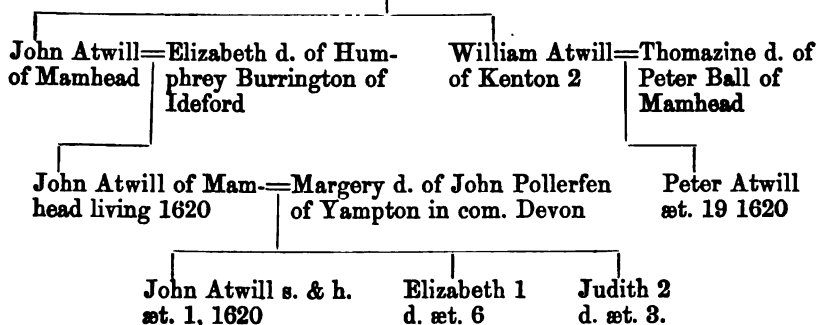 John Atwill=Elizabeth d. of Hum-
of Mamhead phrey Burrington of
Ideford
William Atwill=Thomazine d. of
of Kenton 2 Peter Ball of
Mamhead
John Atwill of Mam-=Margery d. of John Pollerfen
head living 1620 of Yampton in com. Devon
Peter Atwill
æt. 19 1620
John Atwill s. & h.
æt. 1, 1620
Elizabeth 1
d. æt. 6
Judith 2
d. æt. 3.